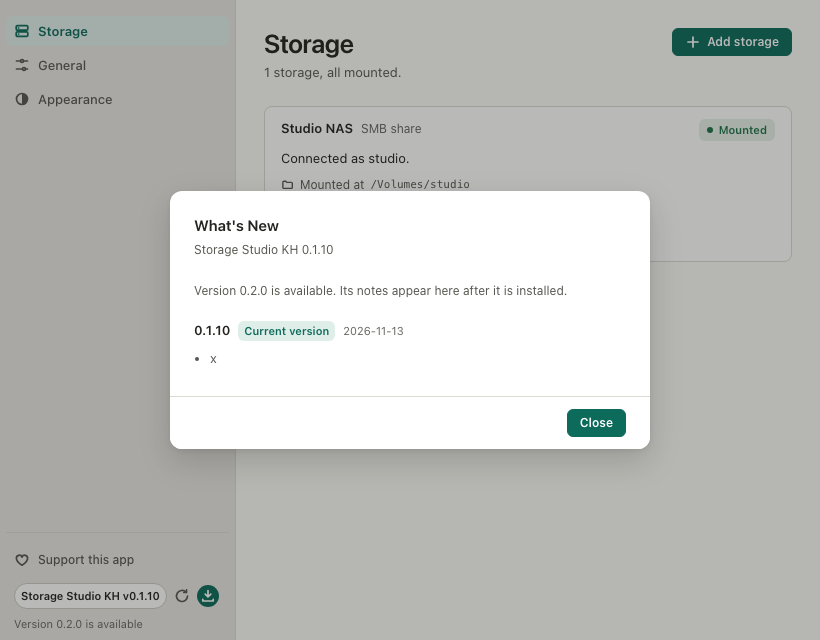 Storage
General
Appearance
Storage
Add storage
1 storage, all mounted.
Studio NAS SMB share
Mounted
Connected as studio.
Mounted at /Volumes/studio
What's New
Storage Studio KH 0.1.10
Version 0.2.0 is available. Its notes appear here after it is installed.
0.1.10 Current version 2026-11-13
• x
Close
Support this app
Storage Studio KH v0.1.10
Version 0.2.0 is available